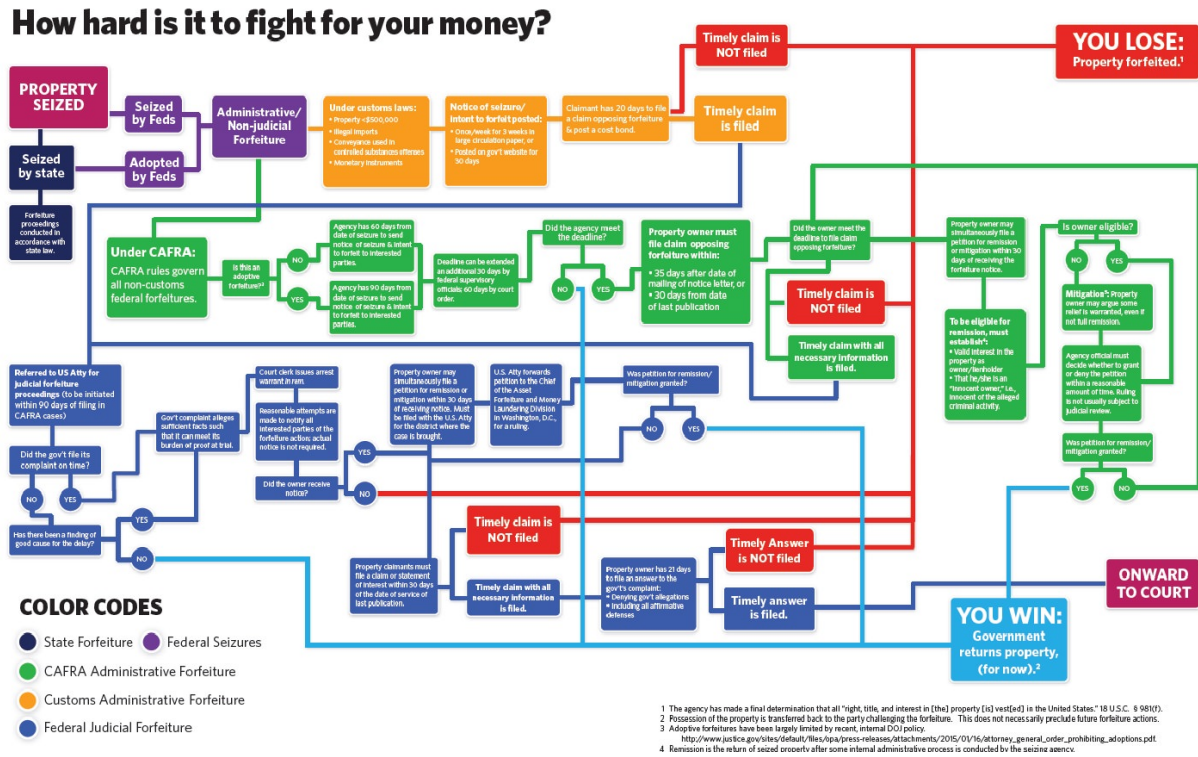 How hard is it to fight for your money?
PROPERTY
SEIZED
Seized
by Feds
Seized
by state
Adopted
by Feds
Forfeiture
proceedings
conducted in
accordance with
state law.
Administrative/
Non-judicial
Forfeiture
Under customs laws:
• Property <$500,000
• Illegal imports
• Conveyance used in
controlled substances offenses
• Monetary instruments
Notice of seizure/
intent to forfeit posted:
• Once/week for 3 weeks in
large circulation paper, or
• Posted on gov't website for
30 days
Claimant has 20 days to file
a claim opposing forfeiture
& post a cost bond.
Timely claim is
NOT filed
Timely claim
is filed
YOU LOSE:
Property forfeited.¹
Under CAFRA:
CAFRA rules govern
all non-customs
federal forfeitures.
Is this an
adoptive
forfeiture?³
NO
YES
Agency has 60 days from
date of seizure to send
notice of seizure & intent
to forfeit to interested
parties.
Agency has 90 days from
date of seizure to send
notice of seizure & intent
to forfeit to interested
parties.
Deadline can be extended
an additional 30 days by
federal supervisory
officials; 60 days by court
order.
Did the agency meet
the deadline?
NO
YES
Property owner must
file claim opposing
forfeiture within:
• 35 days after date of
mailing of notice letter, or
• 30 days from date
of last publication
Did the owner meet the
deadline to file claim
opposing forfeiture?
Timely claim is
NOT filed
Timely claim with all
necessary information
is filed.
Property owner may
simultaneously file a
petition for remission
or mitigation within 30
days of receiving the
forfeiture notice.
To be eligible for
remission, must
establish⁴:
• Valid interest in the
property as
owner/lienholder
• That he/she is an
"innocent owner," i.e.,
innocent of the alleged
criminal activity.
Is owner eligible?
NO
YES
Mitigation⁵: Property
owner may argue some
relief is warranted, even if
not full remission.
Agency official must
decide whether to grant
or deny the petition
within a reasonable
amount of time. Ruling
is not usually subject to
judicial review.
Was petition for remission/
mitigation granted?
YES
NO
Referred to US Atty for
judicial forfeiture
proceedings (to be initiated
within 90 days of filing in
CAFRA cases)
Did the gov't file its
complaint on time?
NO
YES
Has there been a finding of
good cause for the delay?
YES
NO
Gov't complaint alleges
sufficient facts such
that it can meet its
burden of proof at trial.
Court clerk issues arrest
warrant in rem.
Reasonable attempts are
made to notify all
interested parties of the
forfeiture action; actual
notice is not required.
Did the owner receive
notice?
YES
NO
Property owner may
simultaneously file a
petition for remission or
mitigation within 30 days
of receiving notice. Must
be filed with the U.S. Atty
for the district where the
case is brought.
U.S. Atty forwards
petition to the Chief of
the Asset
Forfeiture and Money
Laundering Division
in Washington, D.C.,
for a ruling.
Was petition for remission/
mitigation granted?
NO
YES
Property claimants must
file a claim or statement
of interest within 30 days
of the date of service of
last publication.
Timely claim is
NOT filed
Timely claim with all
necessary information
is filed.
Property owner has 21 days
to file an answer to the
gov't's complaint:
• Denying gov't allegations
• Including all affirmative
defenses
Timely Answer
is NOT filed
Timely answer
is filed.
ONWARD
TO COURT
YOU WIN:
Government
returns property,
(for now).²
COLOR CODES
State Forfeiture
Federal Seizures
CAFRA Administrative Forfeiture
Customs Administrative Forfeiture
Federal Judicial Forfeiture
1 The agency has made a final determination that all "right, title, and interest in [the] property [is] vest[ed] in the United States." 18 U.S.C. § 981(f).
2 Possession of the property is transferred back to the party challenging the forfeiture. This does not necessarily preclude future forfeiture actions.
3 Adoptive forfeitures have been largely limited by recent, internal DOJ policy.
http://www.justice.gov/sites/default/files/opa/press-releases/attachments/2015/01/16/attorney_general_order_prohibiting_adoptions.pdf.
4 Remission is the return of seized property after some internal administrative process is conducted by the seizing agency.